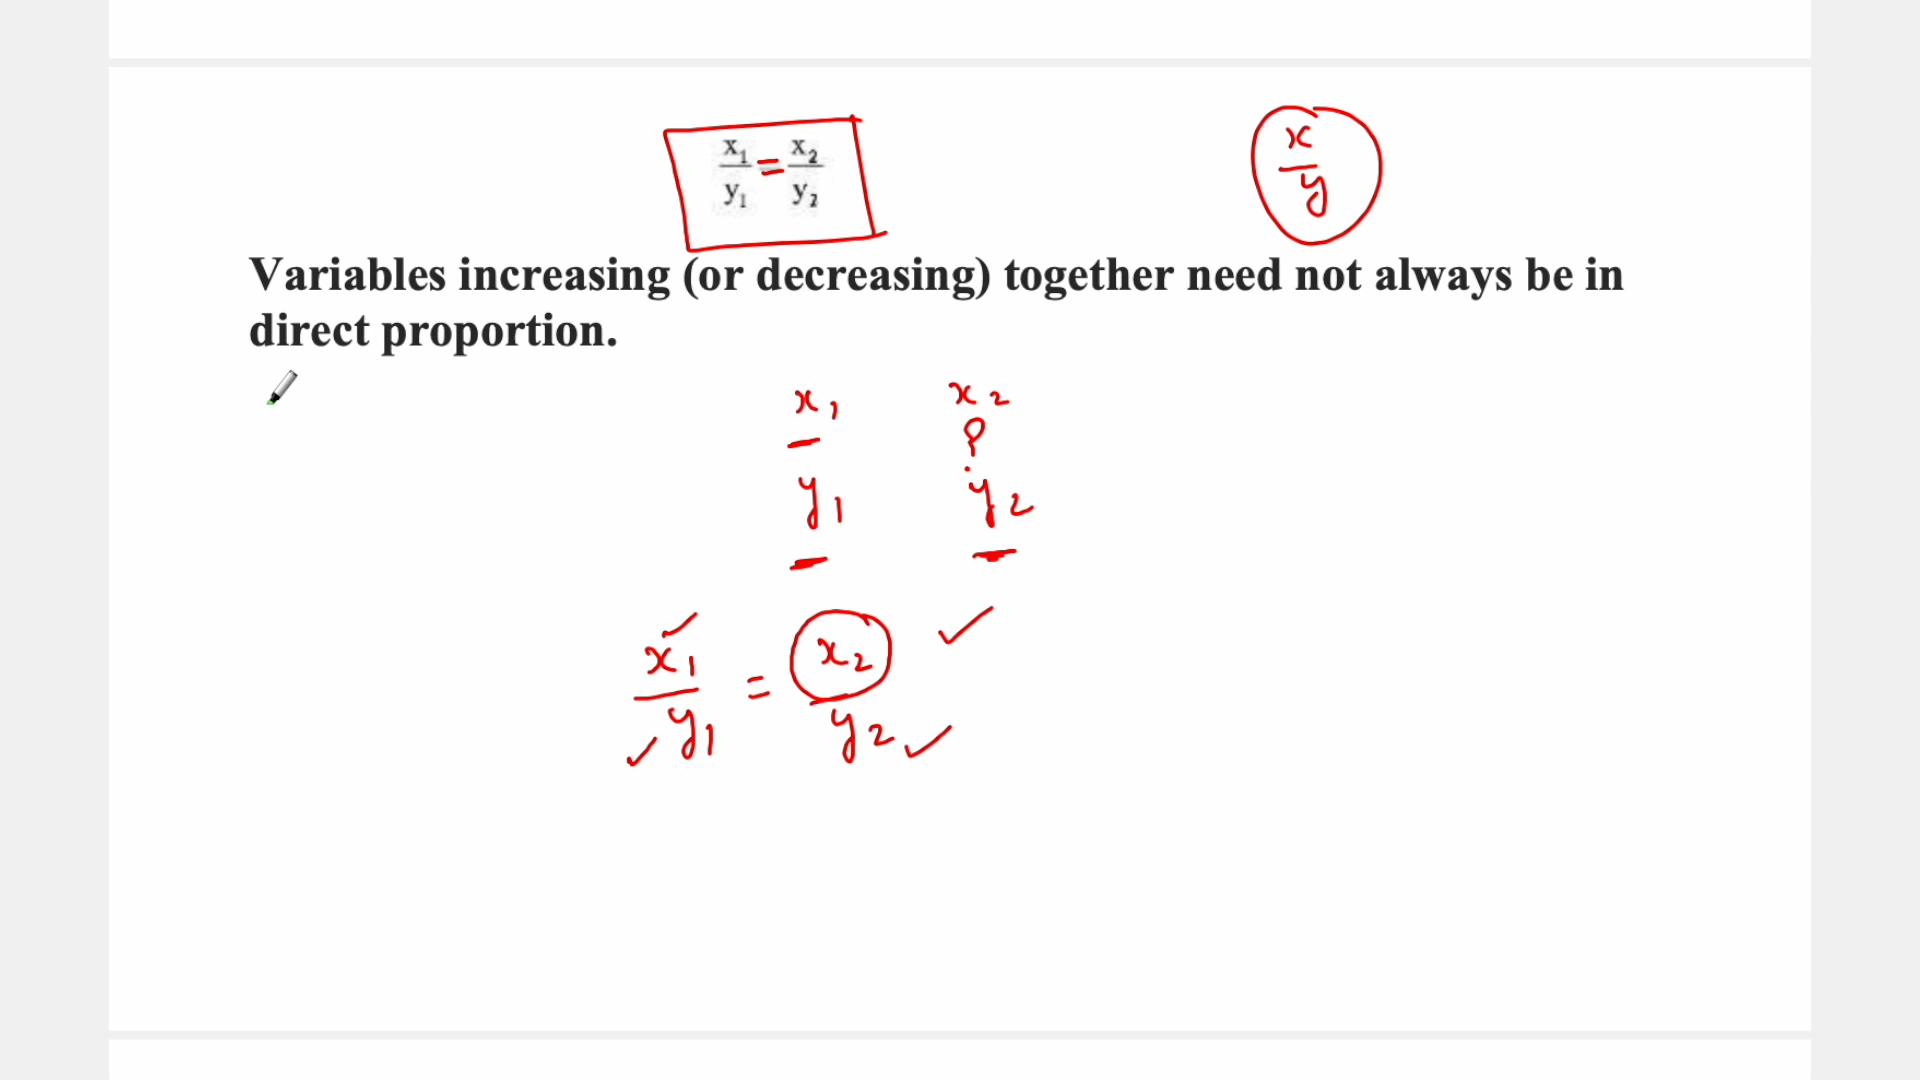 x₁/y₁ = x₂/y₂
x/y
Variables increasing (or decreasing) together need not always be in
direct proportion.
x₁ x₂
?
y₁ y₂
x₁/y₁ = x₂/y₂